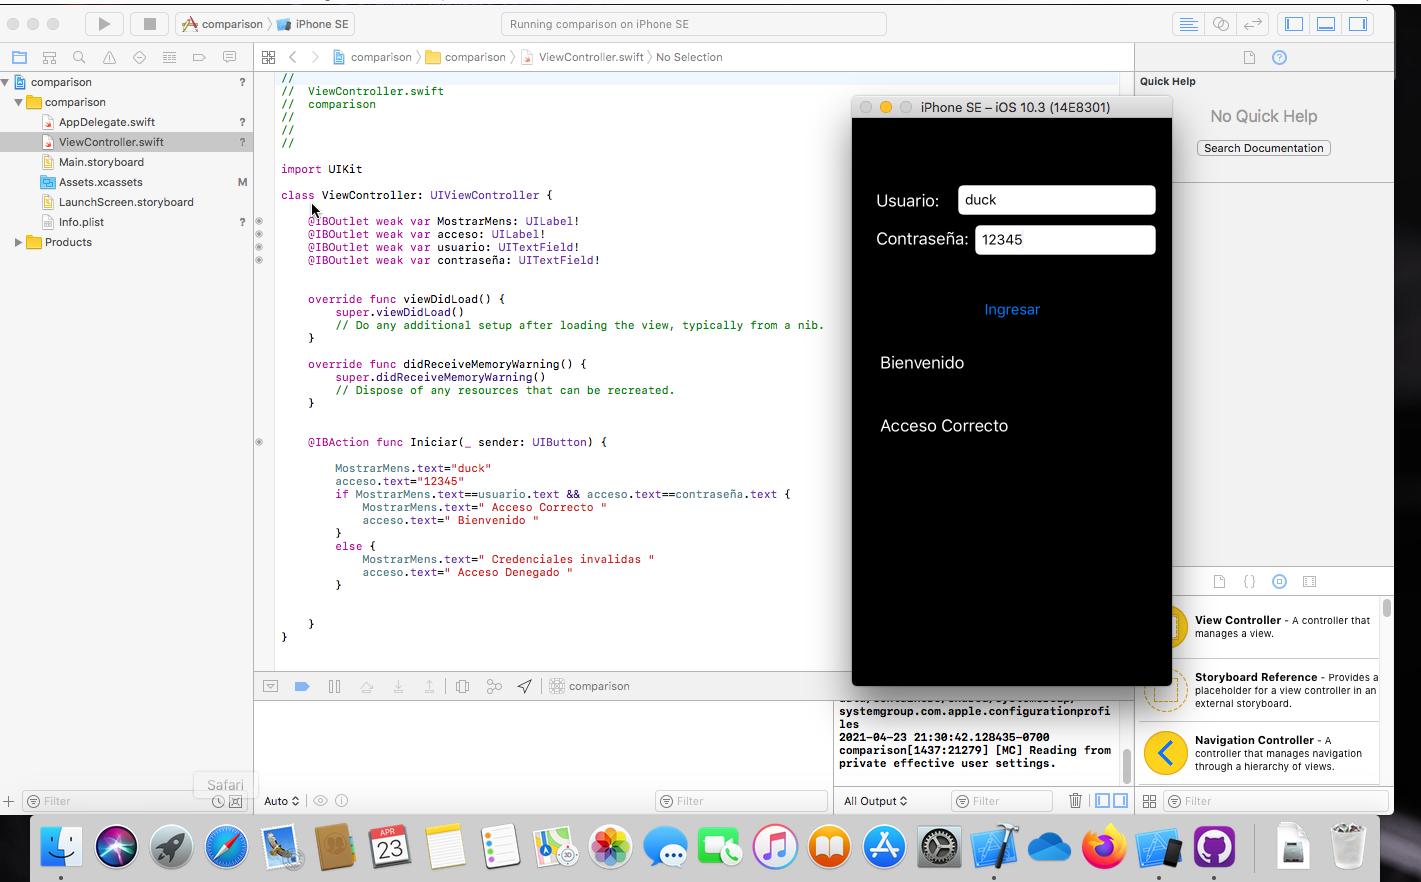 comparison 〉 iPhone SE
Running comparison on iPhone SE
comparison 〉 comparison 〉 ViewController.swift 〉 No Selection
comparison ?
comparison
AppDelegate.swift ?
ViewController.swift ?
Main.storyboard
Assets.xcassets M
LaunchScreen.storyboard
Info.plist ?
Products
//
//  ViewController.swift
//  comparison
//
//
//
import UIKit
class ViewController: UIViewController {
@IBOutlet weak var MostrarMens: UILabel!
@IBOutlet weak var acceso: UILabel!
@IBOutlet weak var usuario: UITextField!
@IBOutlet weak var contraseña: UITextField!
override func viewDidLoad() {
super.viewDidLoad()
// Do any additional setup after loading the view, typically from a nib.
}
override func didReceiveMemoryWarning() {
super.didReceiveMemoryWarning()
// Dispose of any resources that can be recreated.
}
@IBAction func Iniciar(_ sender: UIButton) {
MostrarMens.text="duck"
acceso.text="12345"
if MostrarMens.text==usuario.text && acceso.text==contraseña.text {
MostrarMens.text=" Acceso Correcto "
acceso.text=" Bienvenido "
}
else {
MostrarMens.text=" Credenciales invalidas "
acceso.text=" Acceso Denegado "
}
}
}
iPhone SE – iOS 10.3 (14E8301)
Usuario: duck
Contraseña: 12345
Ingresar
Bienvenido
Acceso Correcto
Quick Help
No Quick Help
Search Documentation
View Controller - A controller that
manages a view.
Storyboard Reference - Provides a
placeholder for a view controller in an
external storyboard.
Navigation Controller - A
controller that manages navigation
through a hierarchy of views.
comparison
systemgroup.com.apple.configurationprofi
les
2021-04-23 21:30:42.128435-0700
comparison[1437:21279] [MC] Reading from
private effective user settings.
Safari
Filter
Auto
Filter
All Output
Filter
Filter
APR
23
3D